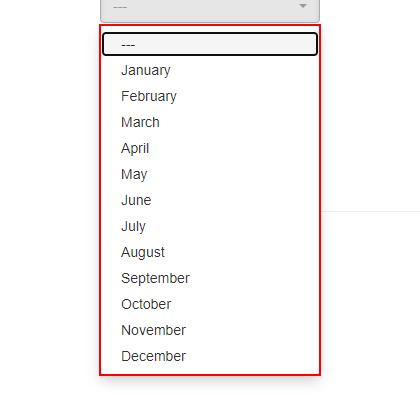 ---
---
January
February
March
April
May
June
July
August
September
October
November
December